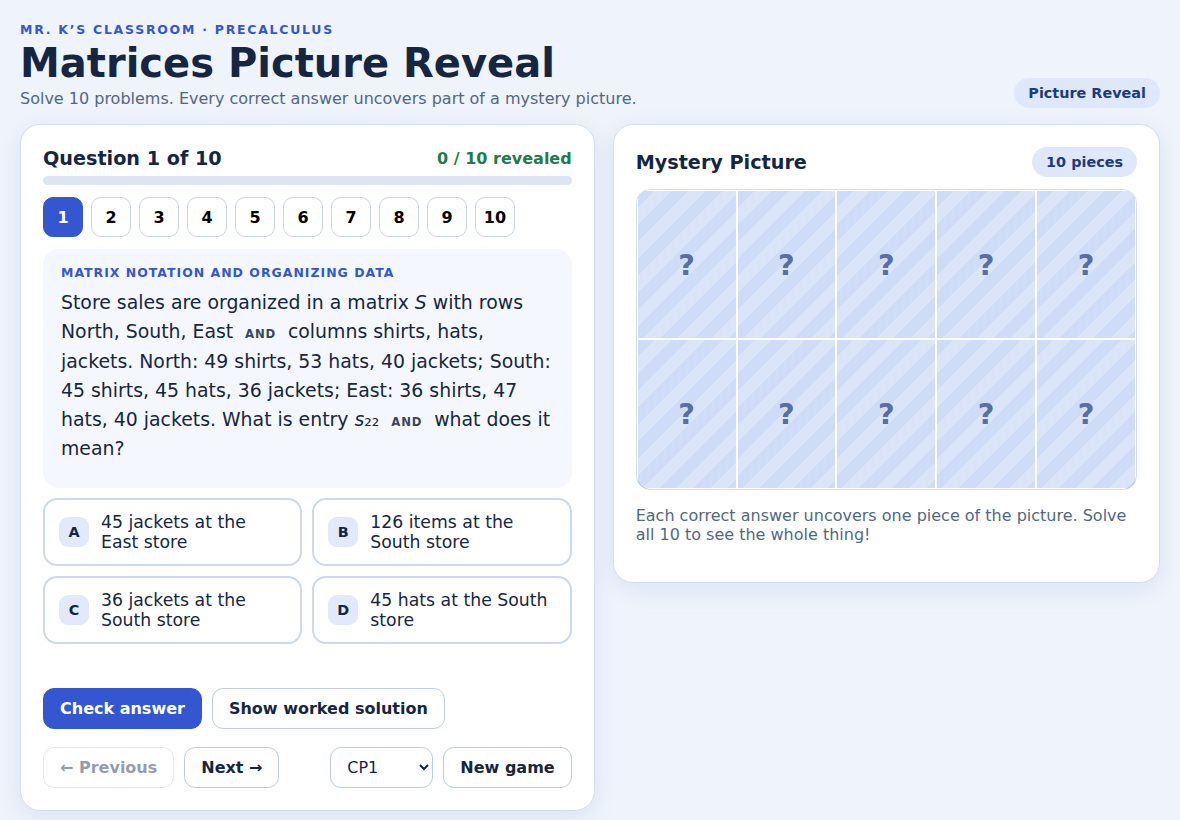 MR. K’S CLASSROOM · PRECALCULUS
Matrices Picture Reveal
Solve 10 problems. Every correct answer uncovers part of a mystery picture.
Picture Reveal
Question 1 of 10
0 / 10 revealed
1 2 3 4 5 6 7 8 9 10
MATRIX NOTATION AND ORGANIZING DATA
Store sales are organized in a matrix S with rows
North, South, East AND columns shirts, hats,
jackets. North: 49 shirts, 53 hats, 40 jackets; South:
45 shirts, 45 hats, 36 jackets; East: 36 shirts, 47
hats, 40 jackets. What is entry s₂₂ AND what does it
mean?
A 45 jackets at the
East store
B 126 items at the
South store
C 36 jackets at the
South store
D 45 hats at the South
store
Check answer
Show worked solution
← Previous
Next →
CP1
New game
Mystery Picture
10 pieces
? ? ? ? ?
? ? ? ? ?
Each correct answer uncovers one piece of the picture. Solve
all 10 to see the whole thing!